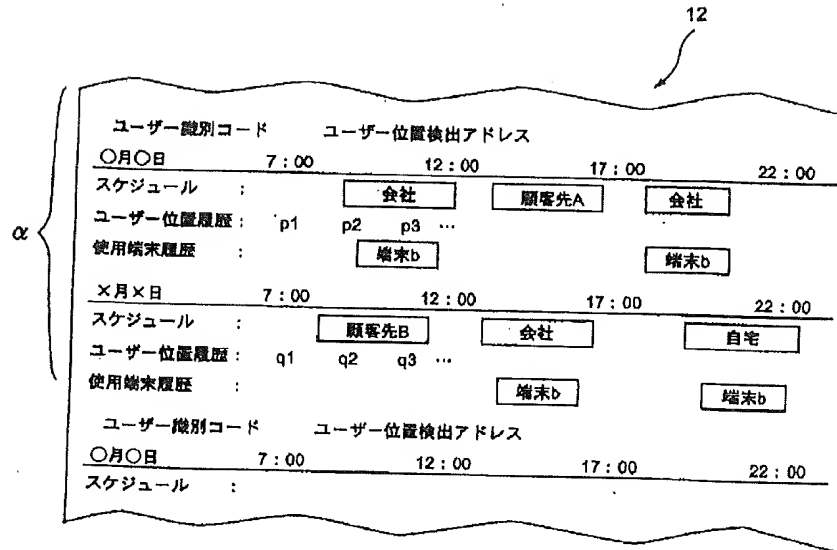 12
ユーザー識別コード ユーザー位置検出アドレス
○月○日 7:00 12:00 17:00 22:00
スケジュール : 会社 顧客先A 会社
ユーザー位置履歴: p1 p2 p3 …
α
使用端末履歴 : 端末b 端末b
×月×日 7:00 12:00 17:00 22:00
スケジュール : 顧客先B 会社 自宅
ユーザー位置履歴: q1 q2 q3 …
使用端末履歴 : 端末b 端末b
ユーザー識別コード ユーザー位置検出アドレス
○月○日 7:00 12:00 17:00 22:00
スケジュール :